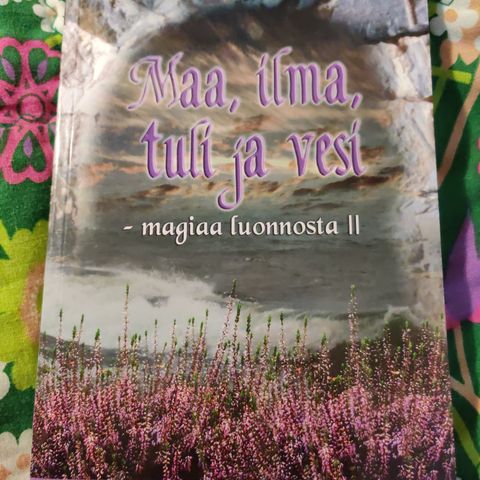 Maa, ilma,
tuli ja vesi
- magiaa luonnosta II